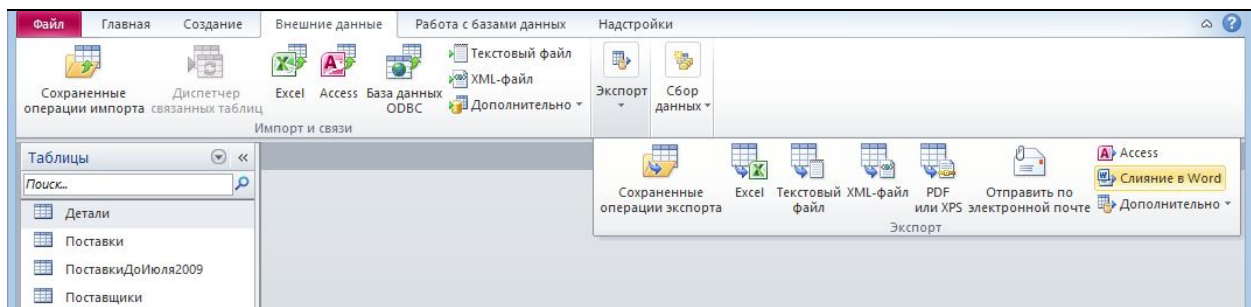 Файл Главная Создание Внешние данные Работа с базами данных Надстройки
Сохраненные операции импорта
Диспетчер связанных таблиц
Excel
Access
База данных ODBC
Текстовый файл
XML-файл
Дополнительно
Импорт и связи
Экспорт
Сбор данных
Таблицы
Поиск...
Детали
Поставки
ПоставкиДоИюля2009
Поставщики
Сохраненные операции экспорта
Excel
Текстовый файл
XML-файл
PDF или XPS
Отправить по электронной почте
Access
Слияние в Word
Дополнительно
Экспорт